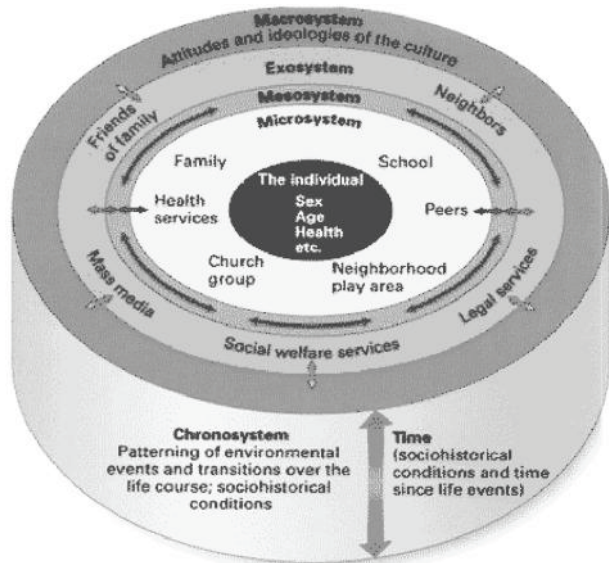 Macrosystem
Attitudes and ideologies of the culture
Exosystem
Mesosystem
Microsystem
Friends
of family
Neighbors
Family
School
The individual
Sex
Age
Health
etc.
Health
services
Peers
Church
group
Neighborhood
play area
Mass media
Legal services
Social welfare services
Chronosystem
Patterning of environmental
events and transitions over the
life course; sociohistorical
conditions
Time
(sociohistorical
conditions and time
since life events)